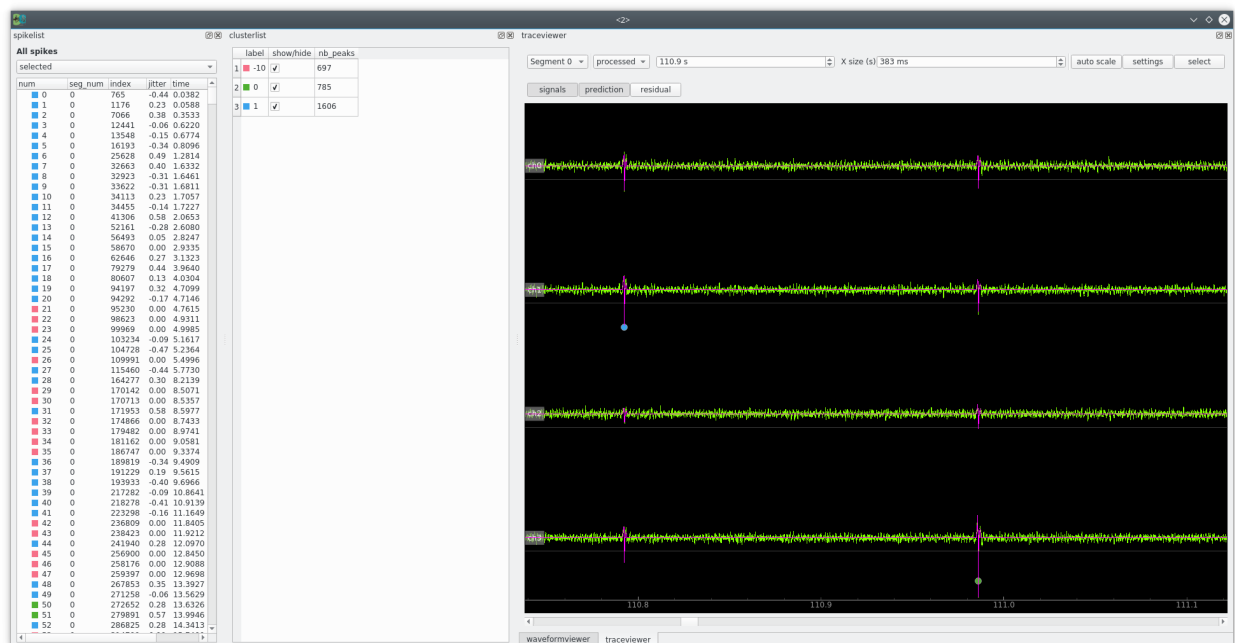 <2>
spikelist
clusterlist
traceviewer
All spikes
selected
num seg_num index jitter time
0 0 765 -0.44 0.0382
1 0 1176 0.23 0.0588
2 0 7066 0.38 0.3533
3 0 12441 -0.06 0.6220
4 0 13548 -0.15 0.6774
5 0 16193 -0.34 0.8096
6 0 25628 0.49 1.2814
7 0 32663 0.40 1.6332
8 0 32923 -0.31 1.6461
9 0 33622 -0.31 1.6811
10 0 34113 0.23 1.7057
11 0 34455 -0.14 1.7227
12 0 41306 0.58 2.0653
13 0 52161 -0.28 2.6080
14 0 56493 0.05 2.8247
15 0 58670 0.00 2.9335
16 0 62646 0.27 3.1323
17 0 79279 0.44 3.9640
18 0 80607 0.13 4.0304
19 0 94197 0.32 4.7099
20 0 94292 -0.17 4.7146
21 0 95230 0.00 4.7615
22 0 98623 0.00 4.9311
23 0 99969 0.00 4.9985
24 0 103234 -0.09 5.1617
25 0 104728 -0.47 5.2364
26 0 109991 0.00 5.4996
27 0 115460 -0.44 5.7730
28 0 164277 0.30 8.2139
29 0 170142 0.00 8.5071
30 0 170713 0.00 8.5357
31 0 171953 0.58 8.5977
32 0 174866 0.00 8.7433
33 0 179482 0.00 8.9741
34 0 181162 0.00 9.0581
35 0 186747 0.00 9.3374
36 0 189819 -0.34 9.4909
37 0 191229 0.19 9.5615
38 0 193933 -0.40 9.6966
39 0 217282 -0.09 10.8641
40 0 218278 -0.41 10.9139
41 0 223298 -0.16 11.1649
42 0 236809 0.00 11.8405
43 0 238423 0.00 11.9212
44 0 241940 0.28 12.0970
45 0 256900 0.00 12.8450
46 0 258176 0.00 12.9088
47 0 259397 0.00 12.9698
48 0 267853 0.35 13.3927
49 0 271258 -0.06 13.5629
50 0 272652 0.28 13.6326
51 0 279891 0.57 13.9946
52 0 286825 0.28 14.3413
label show/hide nb_peaks
1 -10 697
2 0 785
3 1 1606
Segment 0 processed 110.9 s X size (s) 383 ms auto scale settings select
signals prediction residual
ch0
ch1
ch2
ch3
110.8 110.9 111.0 111.1
waveformviewer traceviewer